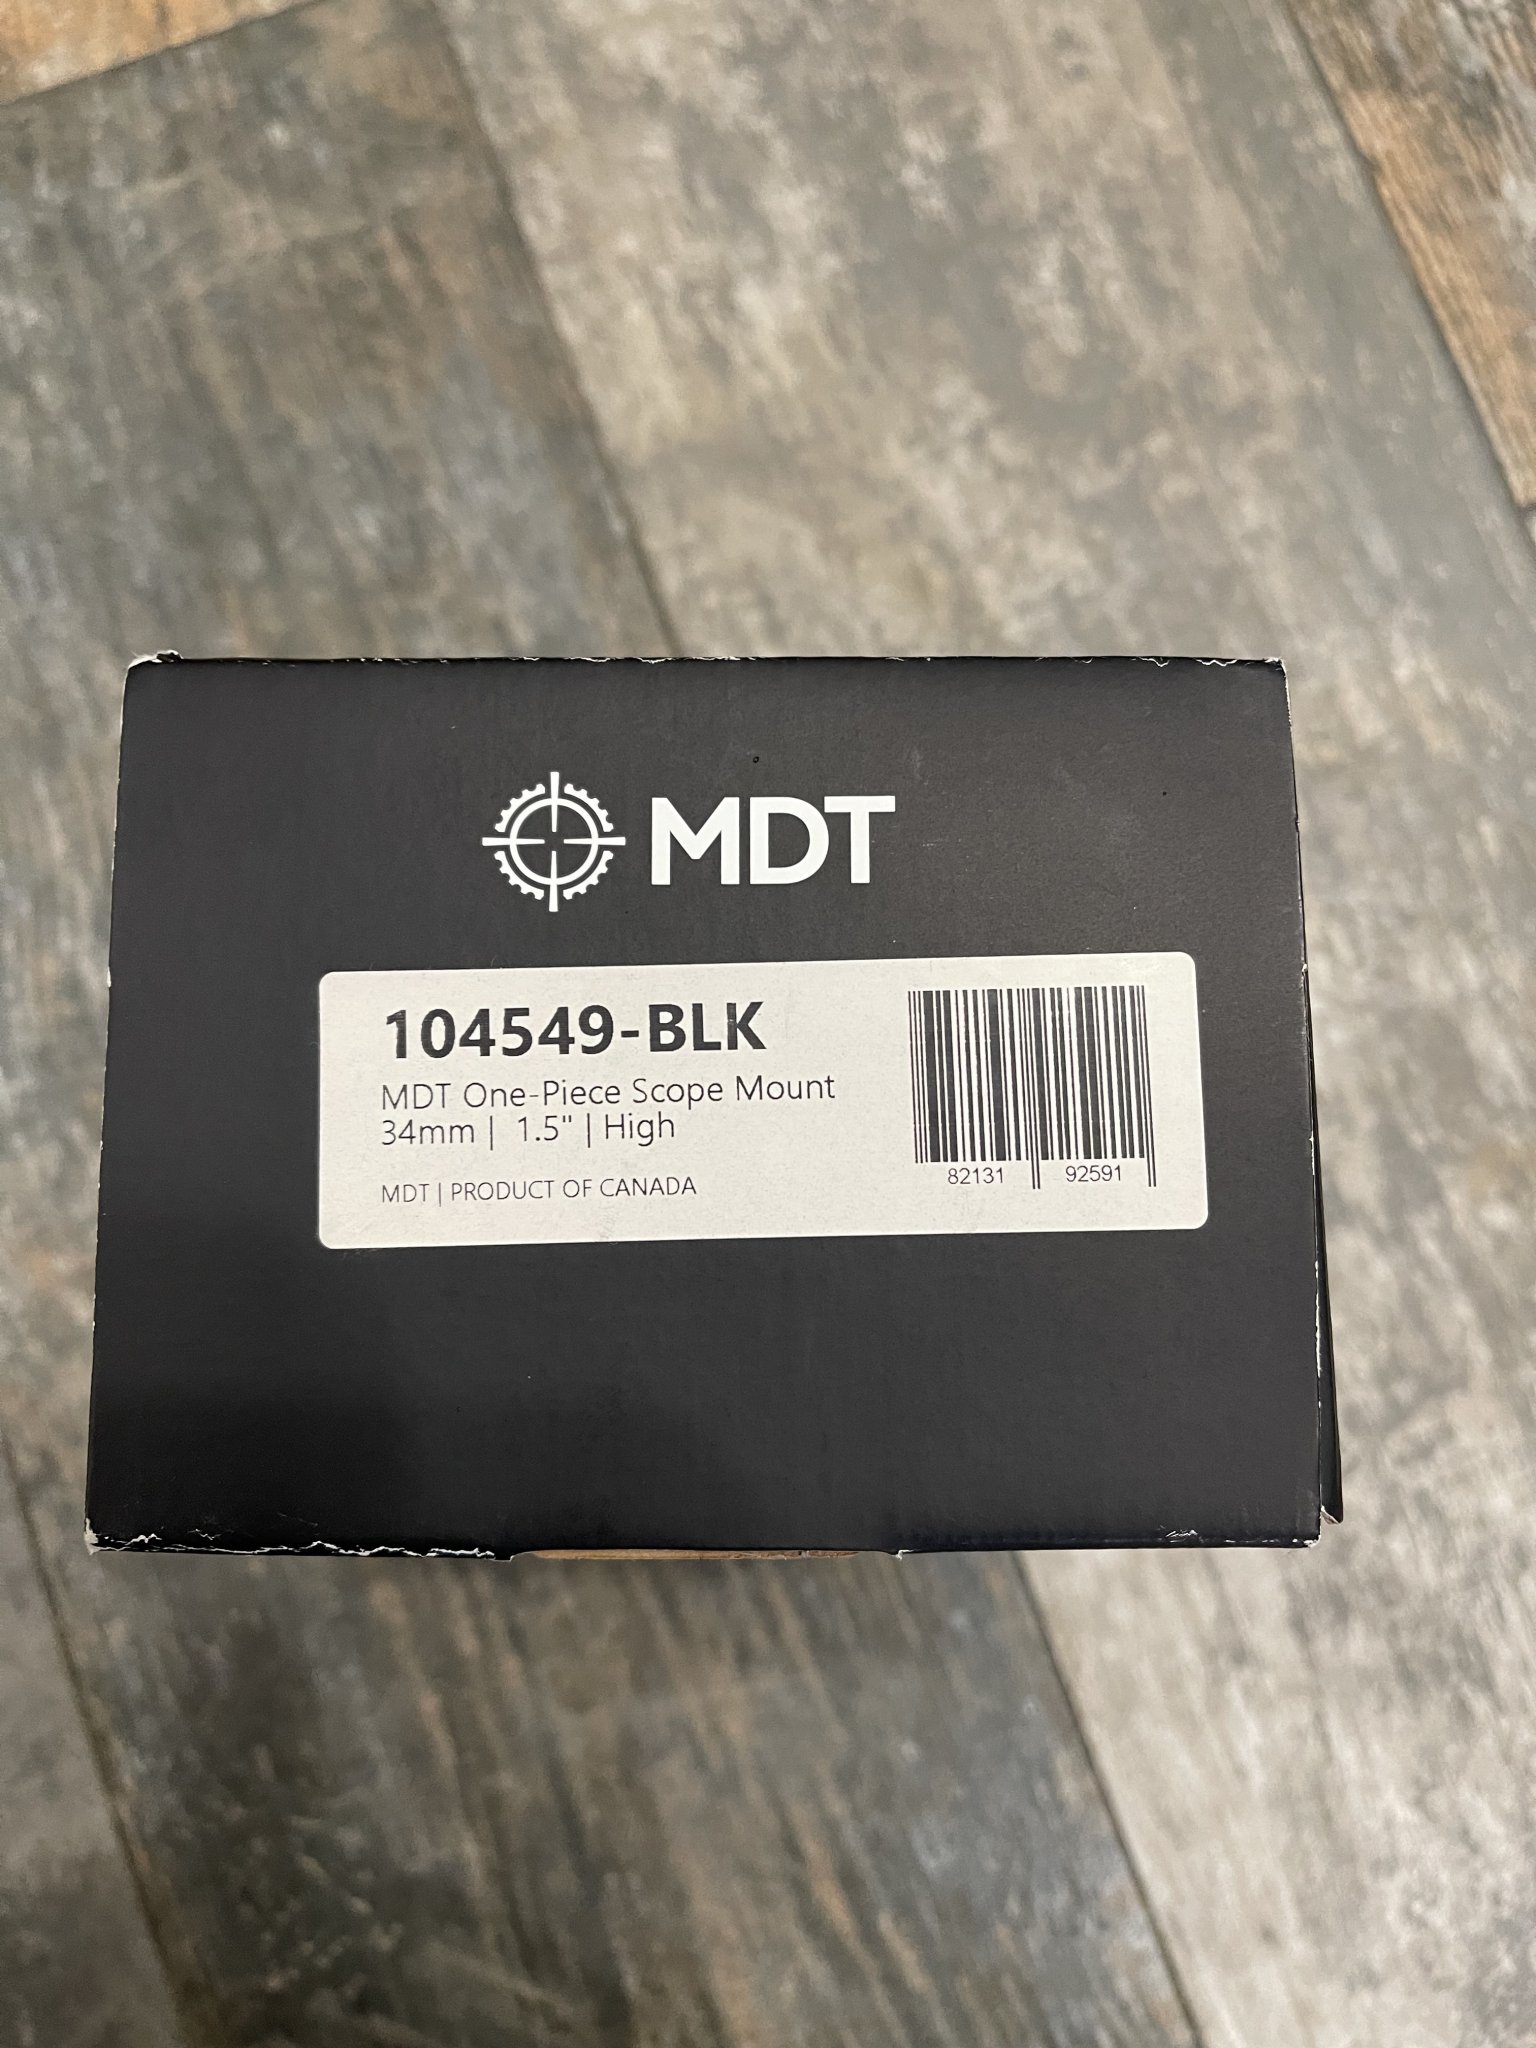 MDT
104549-BLK
MDT One-Piece Scope Mount
34mm | 1.5" | High
MDT | PRODUCT OF CANADA
82131 92591